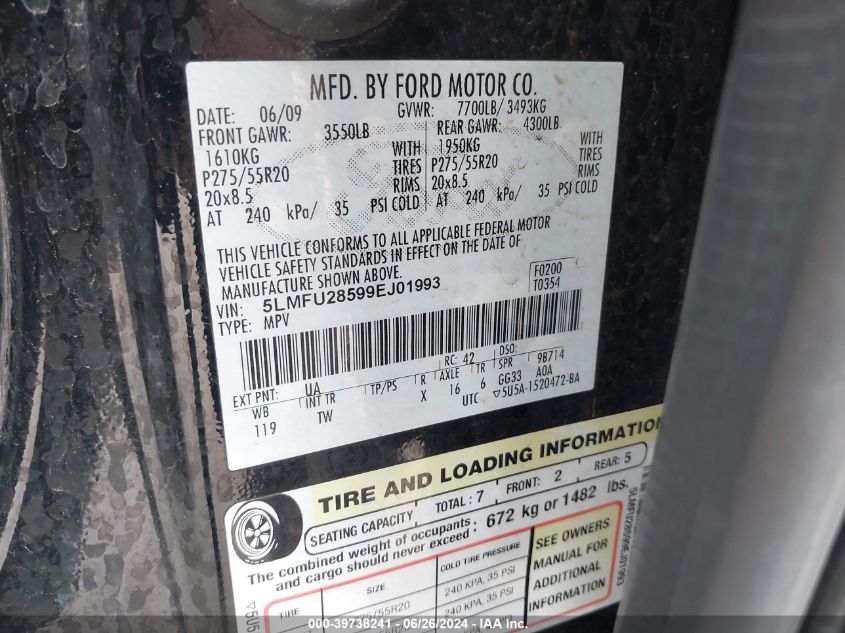 MFD. BY FORD MOTOR CO.
DATE: 06/09 GVWR: 7700LB/ 3493KG
FRONT GAWR: 3550LB REAR GAWR: 4300LB
1610KG WITH 1950KG WITH
P275/55R20 TIRES P275/55R20 TIRES
20x8.5 RIMS 20x8.5 RIMS
AT 240 kPa/ 35 PSI COLD AT 240 kPa/ 35 PSI COLD
THIS VEHICLE CONFORMS TO ALL APPLICABLE FEDERAL MOTOR
VEHICLE SAFETY STANDARDS IN EFFECT ON THE DATE OF
MANUFACTURE SHOWN ABOVE.
VIN: 5LMFU28599EJ01993 F0200
TYPE: MPV T0354
EXT PNT: UA RC: 42 DSO:
WB INT TR TP/PS R AXLE TR SPR 9B714
119 TW X 16 6 GG33 A0A
UTC ▽5U5A-1520472-BA
TIRE AND LOADING INFORMATION
SEATING CAPACITY TOTAL: 7 FRONT: 2 REAR: 5
The combined weight of occupants
and cargo should never exceed: 672 kg or 1482 lbs.
TIRE SIZE COLD TIRE PRESSURE
/55R20 240 KPA, 35 PSI
240 KPA, 35 PSI
SEE OWNERS
MANUAL FOR
ADDITIONAL
INFORMATION
5LMFU28599EJ01993
▽5U5
000-39738241 - 06/26/2024 - IAA Inc.